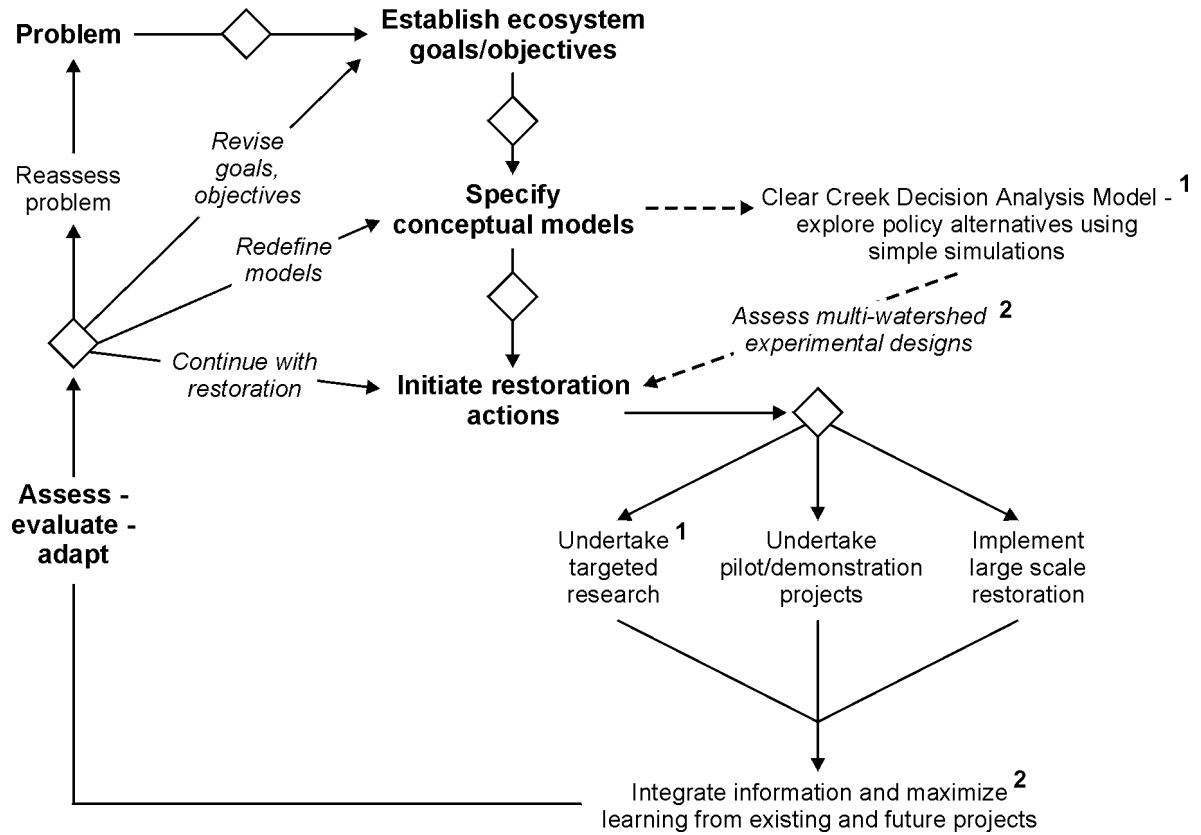 Problem
Establish ecosystem
goals/objectives
Revise
goals,
objectives
Reassess
problem
Specify
conceptual models
Clear Creek Decision Analysis Model - 1
explore policy alternatives using
simple simulations
Redefine
models
Assess multi-watershed 2
experimental designs
Continue with
restoration
Initiate restoration
actions
Assess -
evaluate -
adapt
Undertake 1
targeted
research
Undertake
pilot/demonstration
projects
Implement
large scale
restoration
Integrate information and maximize 2
learning from existing and future projects